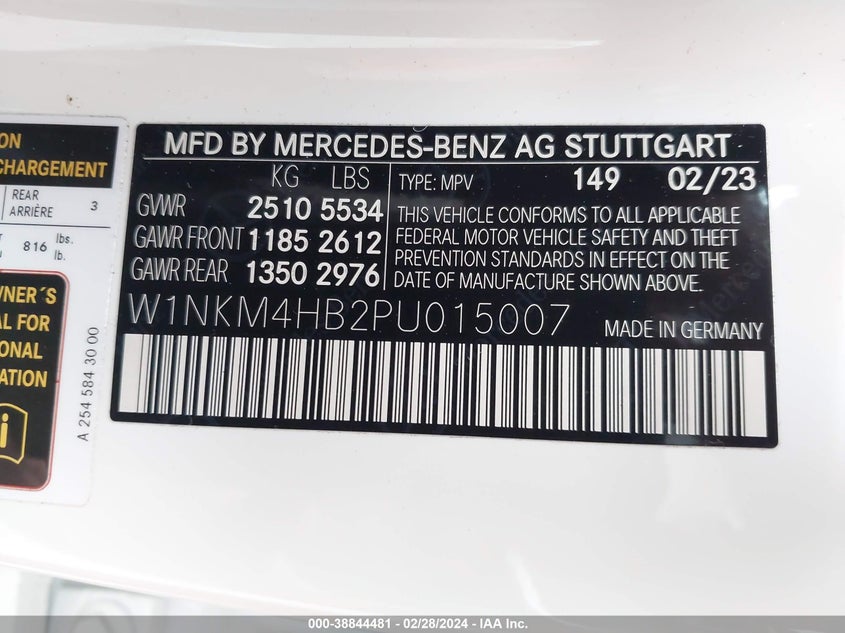 ON
CHARGEMENT
REAR
ARRIÈRE 3
816 lbs.
lb.
WNER´S
AL FOR
ONAL
ATION
i
A 254 584 30 00
MFD BY MERCEDES-BENZ AG STUTTGART
KG LBS TYPE: MPV 149 02/23
GVWR 2510 5534
GAWR FRONT 1185 2612
GAWR REAR 1350 2976
THIS VEHICLE CONFORMS TO ALL APPLICABLE
FEDERAL MOTOR VEHICLE SAFETY AND THEFT
PREVENTION STANDARDS IN EFFECT ON THE
DATE OF MANUFACTURE SHOWN ABOVE.
W1NKM4HB2PU015007 MADE IN GERMANY
000-38844481 - 02/28/2024 - IAA Inc.